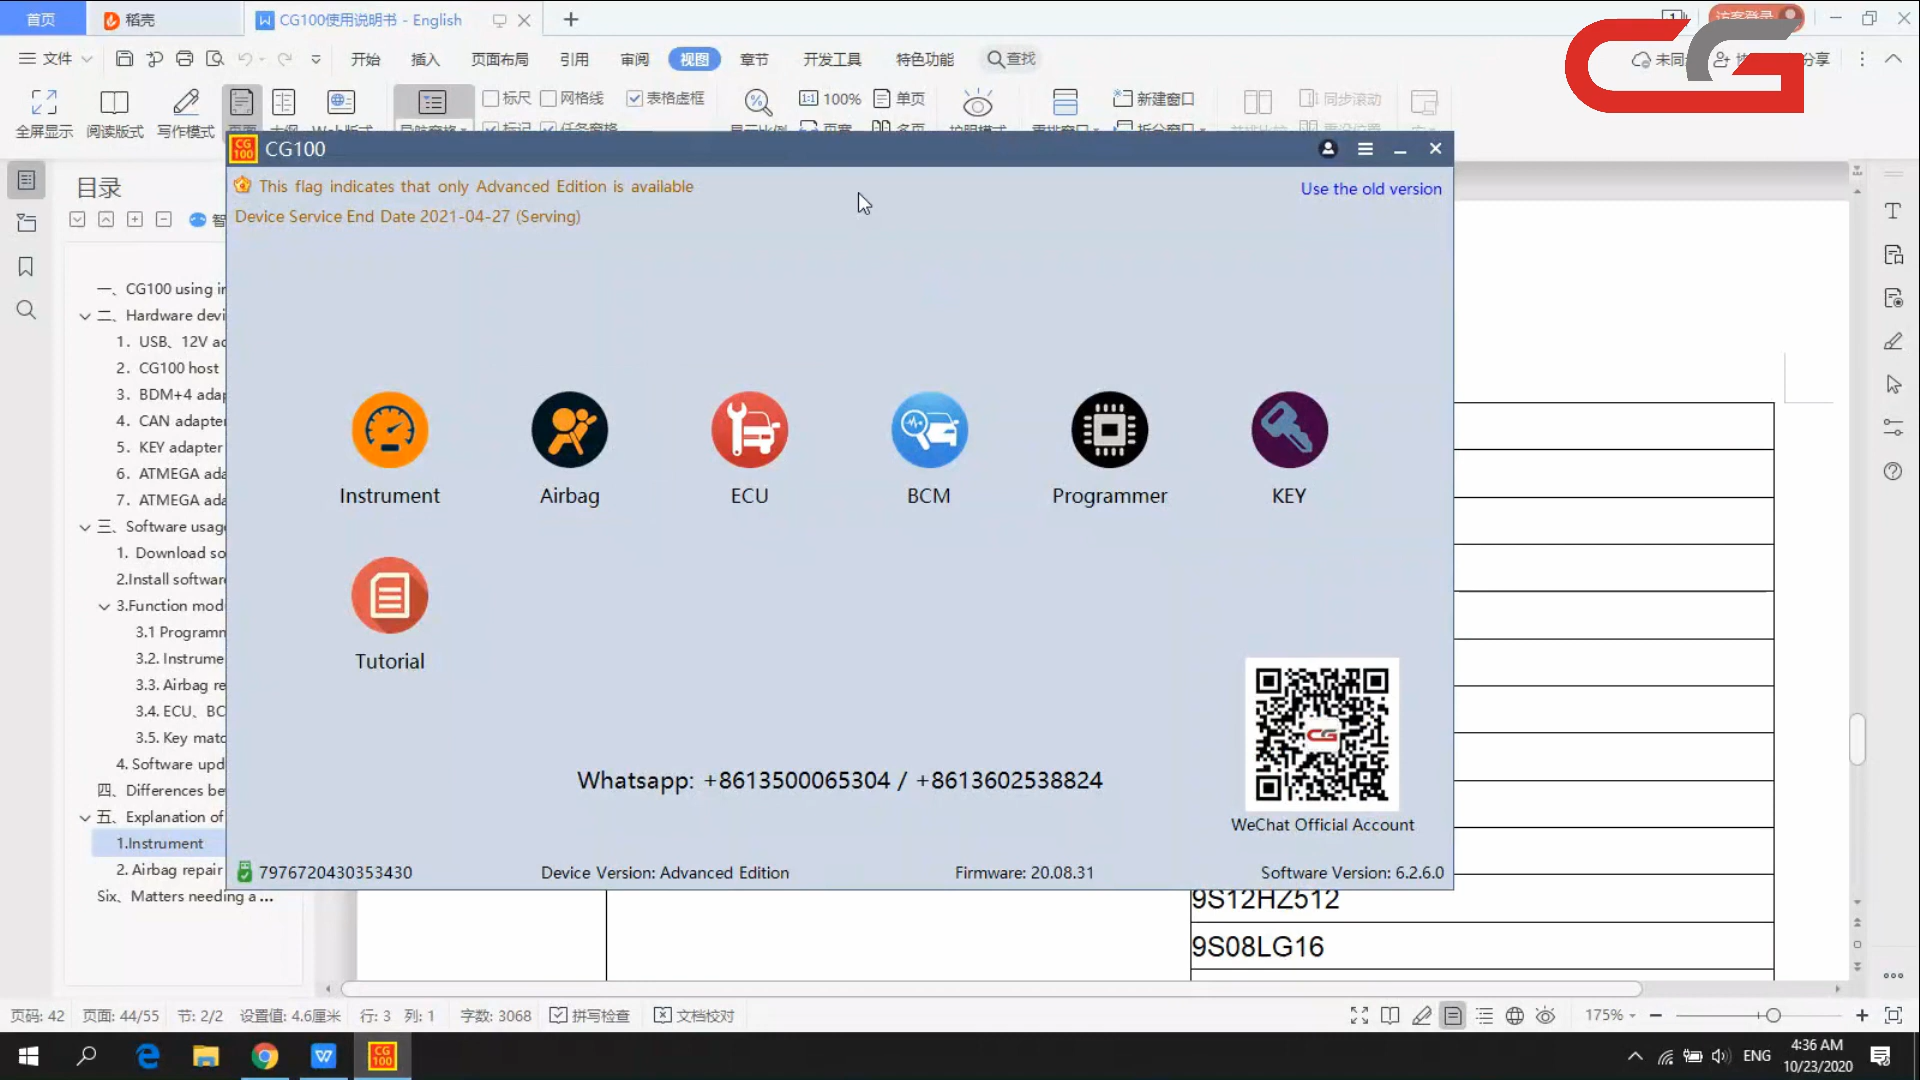 首页
稻壳
CG100使用说明书 - English
访客登录
文件
开始
插入
页面布局
引用
审阅
视图
章节
开发工具
特色功能
查找
未同
分享
CG
全屏显示
阅读版式
写作模式
标尺
网格线
表格虚框
100%
单页
新建窗口
同步滚动
目录
CG100
This flag indicates that only Advanced Edition is available
Use the old version
Device Service End Date 2021-04-27 (Serving)
一、CG100 using
二、Hardware devi
1. USB、12V
2. CG100 host
3. BDM+4
4. CAN adapter
5. KEY adapter
6. ATMEGA
7. ATMEGA
三、Software usag
1. Download so
2.Install softwar
3.Function mod
3.1 Programm
3.2. Instrume
3.3. Airbag re
3.4. ECU、BC
3.5. Key matc
4. Software upd
四、Differences be
五、Explanation of
1.Instrument
2. Airbag repair
Six、Matters needing a ...
Instrument
Airbag
ECU
BCM
Programmer
KEY
Tutorial
Whatsapp: +8613500065304 / +8613602538824
WeChat Official Account
7976720430353430
Device Version: Advanced Edition
Firmware: 20.08.31
Software Version: 6.2.6.0
9S12HZ512
9S08LG16
页码: 42
页面: 44/55
节: 2/2
设置值: 4.6厘米
行: 3
列: 1
字数: 3068
拼写检查
文档校对
175%
CG
100
ENG
4:36 AM
10/23/2020